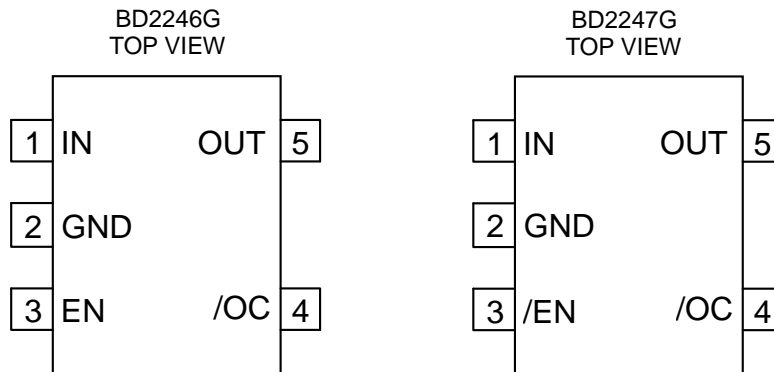 BD2246G
TOP VIEW
1 IN OUT 5
2 GND
3 EN /OC 4
BD2247G
TOP VIEW
1 IN OUT 5
2 GND
3 /EN /OC 4